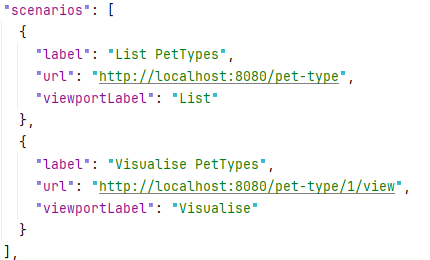 "scenarios": [
{
"label": "List PetTypes",
"url": "http://localhost:8080/pet-type",
"viewportLabel": "List"
},
{
"label": "Visualise PetTypes",
"url": "http://localhost:8080/pet-type/1/view",
"viewportLabel": "Visualise"
}
],